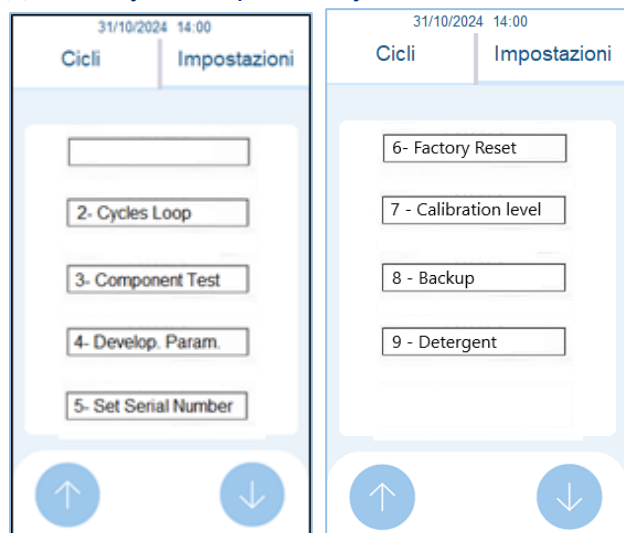 31/10/2024 14:00
Cicli
Impostazioni
2- Cycles Loop
3- Component Test
4- Develop. Param.
5- Set Serial Number
31/10/2024 14:00
Cicli
Impostazioni
6- Factory Reset
7 - Calibration level
8 - Backup
9 - Detergent